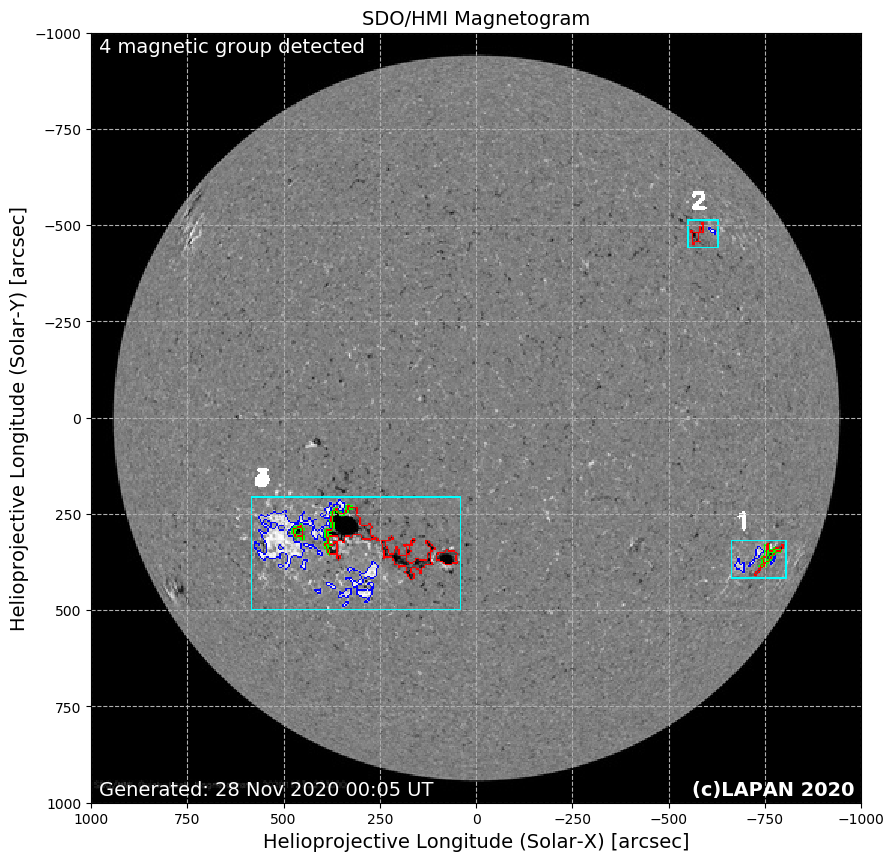 SDO/HMI Magnetogram
4 magnetic group detected
−1000
−750
−500
−250
0
250
500
750
1000
Helioprojective Longitude (Solar-Y) [arcsec]
2
1
Generated: 28 Nov 2020 00:05 UT
(c)LAPAN 2020
1000 750 500 250 0 −250 −500 −750 −1000
Helioprojective Longitude (Solar-X) [arcsec]